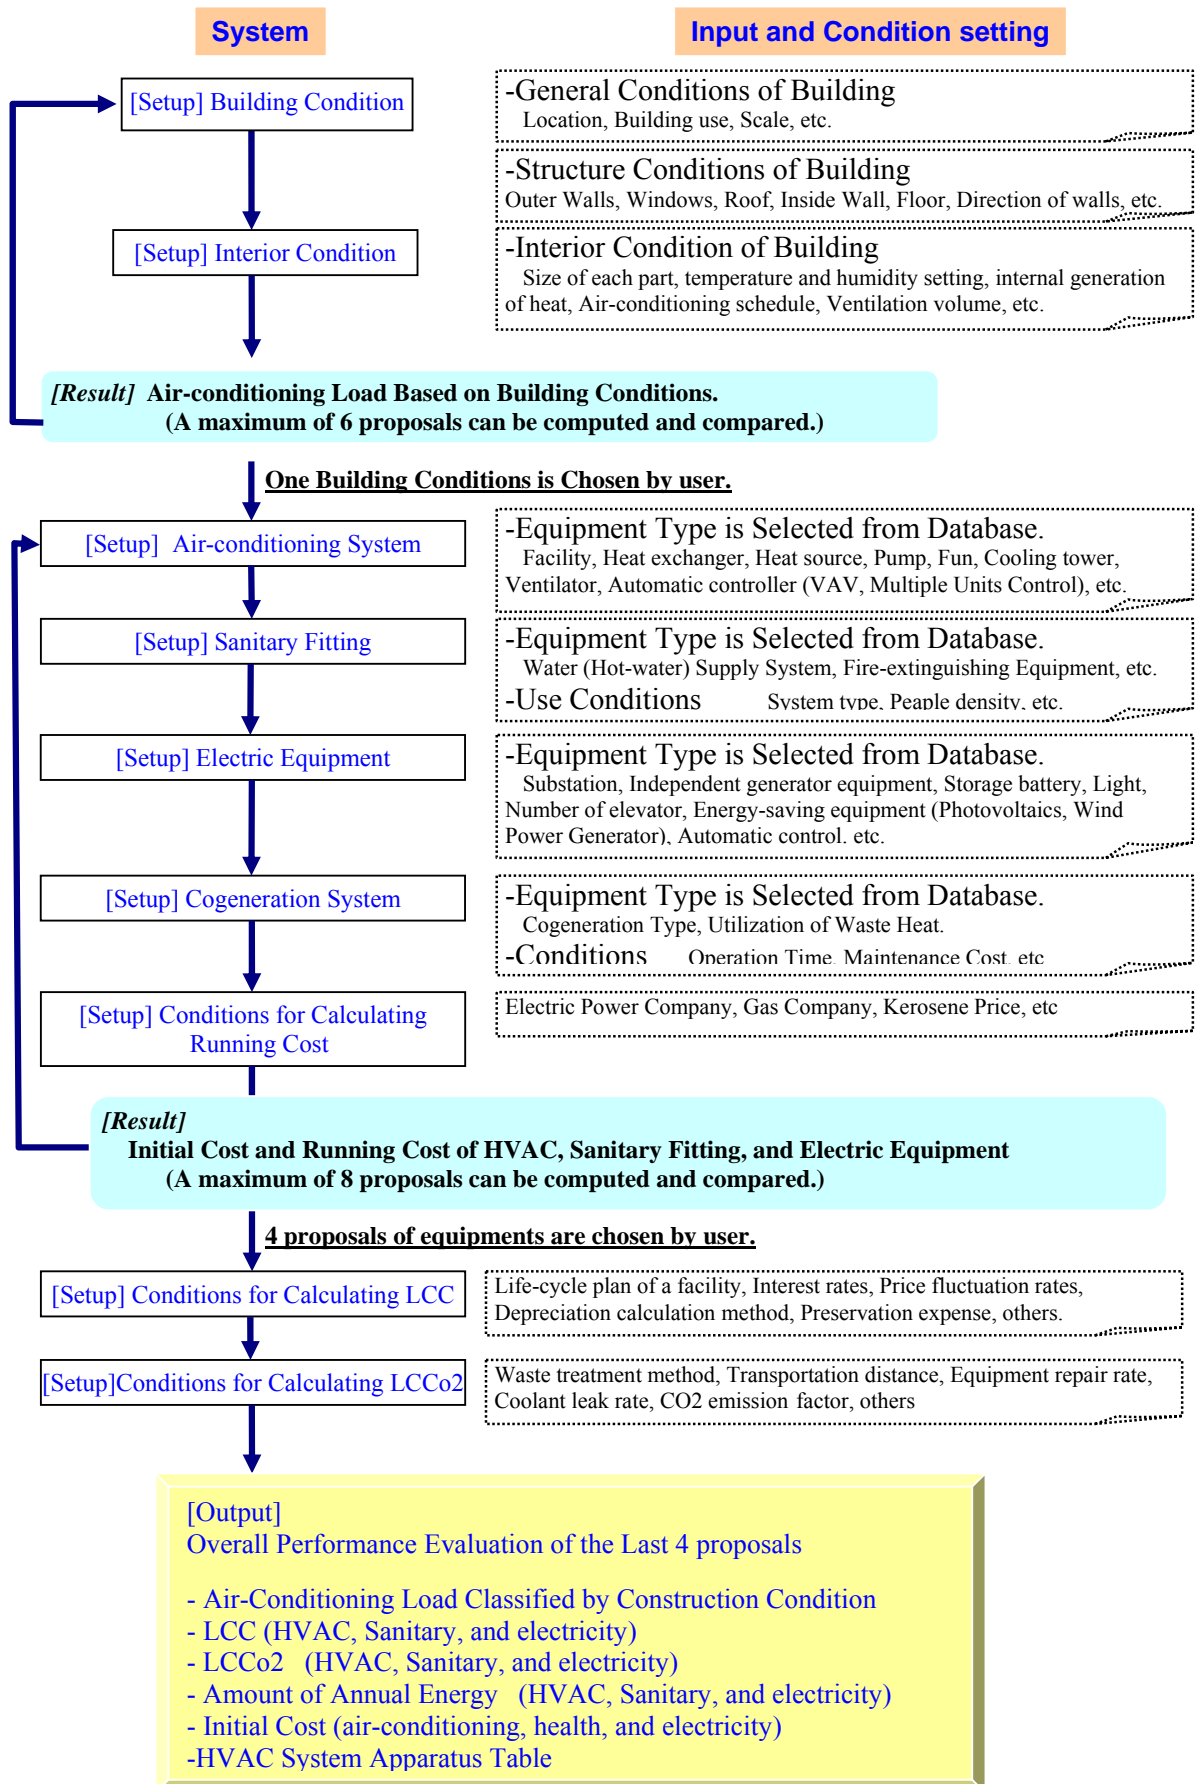 System
Input and Condition setting
[Setup] Building Condition
-General Conditions of Building
Location, Building use, Scale, etc.
-Structure Conditions of Building
Outer Walls, Windows, Roof, Inside Wall, Floor, Direction of walls, etc.
[Setup] Interior Condition
-Interior Condition of Building
Size of each part, temperature and humidity setting, internal generation
of heat, Air-conditioning schedule, Ventilation volume, etc.
[Result] Air-conditioning Load Based on Building Conditions.
(A maximum of 6 proposals can be computed and compared.)
One Building Conditions is Chosen by user.
[Setup] Air-conditioning System
-Equipment Type is Selected from Database.
Facility, Heat exchanger, Heat source, Pump, Fun, Cooling tower,
Ventilator, Automatic controller (VAV, Multiple Units Control), etc.
[Setup] Sanitary Fitting
-Equipment Type is Selected from Database.
Water (Hot-water) Supply System, Fire-extinguishing Equipment, etc.
-Use Conditions System type, Peaple density, etc.
[Setup] Electric Equipment
-Equipment Type is Selected from Database.
Substation, Independent generator equipment, Storage battery, Light,
Number of elevator, Energy-saving equipment (Photovoltaics, Wind
Power Generator), Automatic control, etc.
[Setup] Cogeneration System
-Equipment Type is Selected from Database.
Cogeneration Type, Utilization of Waste Heat.
-Conditions Operation Time, Maintenance Cost, etc
[Setup] Conditions for Calculating
Running Cost
Electric Power Company, Gas Company, Kerosene Price, etc
[Result]
Initial Cost and Running Cost of HVAC, Sanitary Fitting, and Electric Equipment
(A maximum of 8 proposals can be computed and compared.)
4 proposals of equipments are chosen by user.
[Setup] Conditions for Calculating LCC
Life-cycle plan of a facility, Interest rates, Price fluctuation rates,
Depreciation calculation method, Preservation expense, others.
[Setup]Conditions for Calculating LCCo2
Waste treatment method, Transportation distance, Equipment repair rate,
Coolant leak rate, CO2 emission factor, others
[Output]
Overall Performance Evaluation of the Last 4 proposals
- Air-Conditioning Load Classified by Construction Condition
- LCC (HVAC, Sanitary, and electricity)
- LCCo2 (HVAC, Sanitary, and electricity)
- Amount of Annual Energy (HVAC, Sanitary, and electricity)
- Initial Cost (air-conditioning, health, and electricity)
-HVAC System Apparatus Table